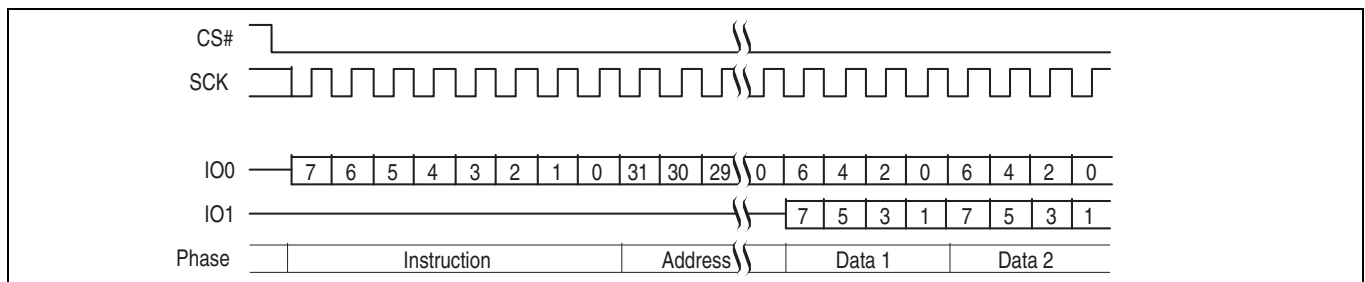 CS#
SCK
IO0 7 6 5 4 3 2 1 0 31 30 29 0 6 4 2 0 6 4 2 0
IO1 7 5 3 1 7 5 3 1
Phase Instruction Address Data 1 Data 2